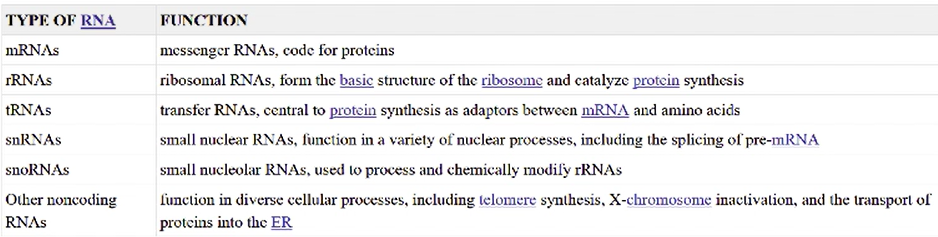 TYPE OF RNA FUNCTION
mRNAs messenger RNAs, code for proteins
rRNAs ribosomal RNAs, form the basic structure of the ribosome and catalyze protein synthesis
tRNAs transfer RNAs, central to protein synthesis as adaptors between mRNA and amino acids
snRNAs small nuclear RNAs, function in a variety of nuclear processes, including the splicing of pre-mRNA
snoRNAs small nucleolar RNAs, used to process and chemically modify rRNAs
Other noncoding function in diverse cellular processes, including telomere synthesis, X-chromosome inactivation, and the transport of
RNAs proteins into the ER